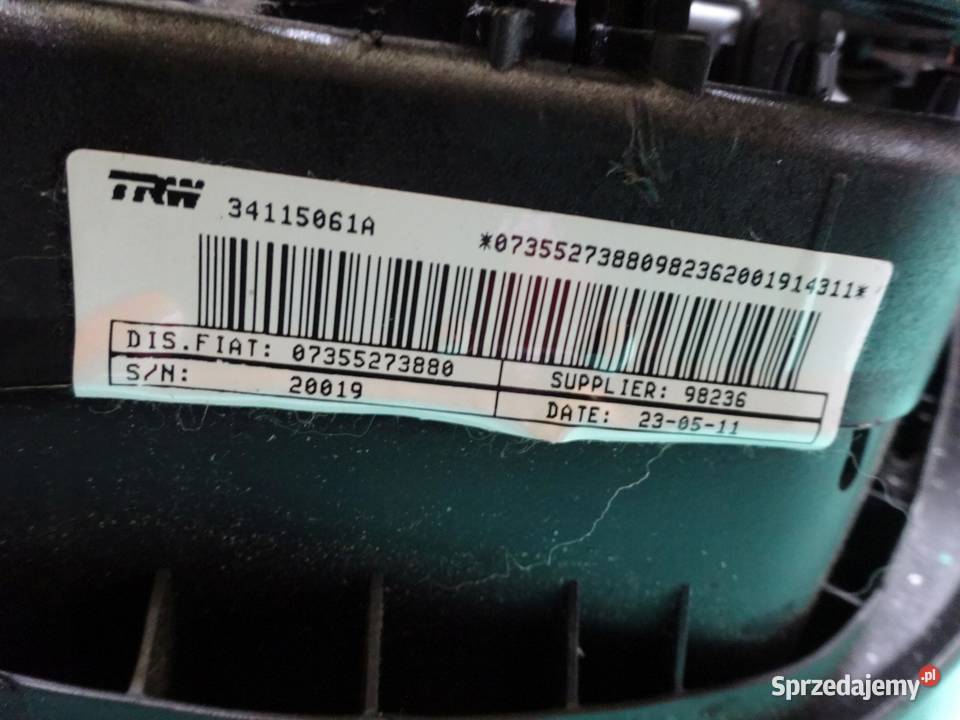 TRW 34115061A
*07355273880982362001914311*
DIS.FIAT: 07355273880
SUPPLIER: 98236
S/N: 20019
DATE: 23-05-11
Sprzedajemy.pl